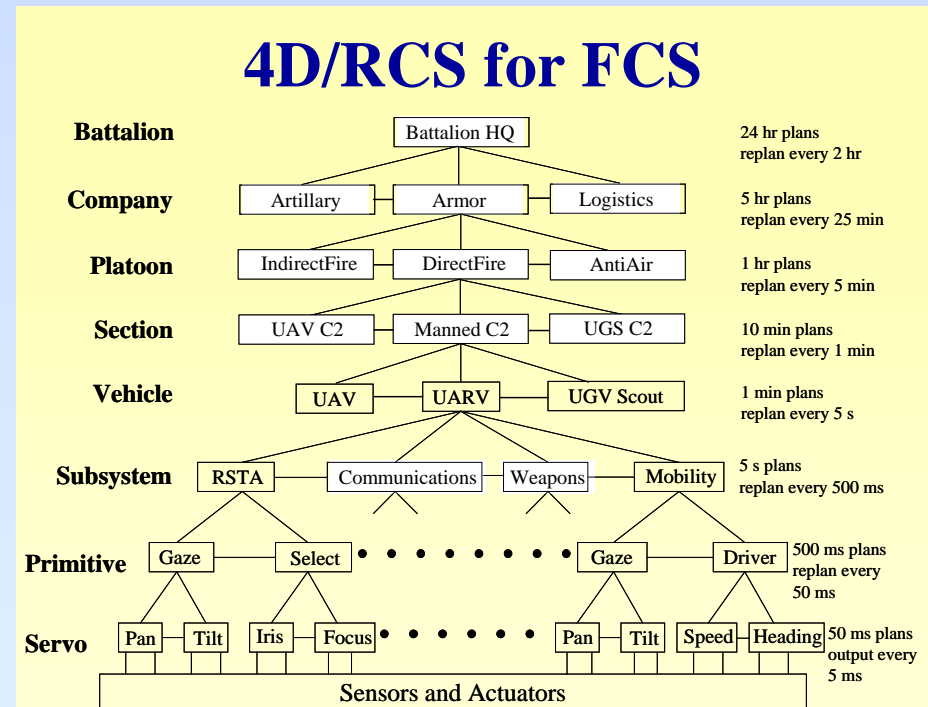 4D/RCS for FCS
Battalion
Battalion HQ
24 hr plans
replan every 2 hr
Company
Artillary
Armor
Logistics
5 hr plans
replan every 25 min
Platoon
IndirectFire
DirectFire
AntiAir
1 hr plans
replan every 5 min
Section
UAV C2
Manned C2
UGS C2
10 min plans
replan every 1 min
Vehicle
UAV
UARV
UGV Scout
1 min plans
replan every 5 s
Subsystem
RSTA
Communications
Weapons
Mobility
5 s plans
replan every 500 ms
Primitive
Gaze
Select
Gaze
Driver
500 ms plans
replan every
50 ms
Servo
Pan
Tilt
Iris
Focus
Pan
Tilt
Speed
Heading
50 ms plans
output every
5 ms
Sensors and Actuators